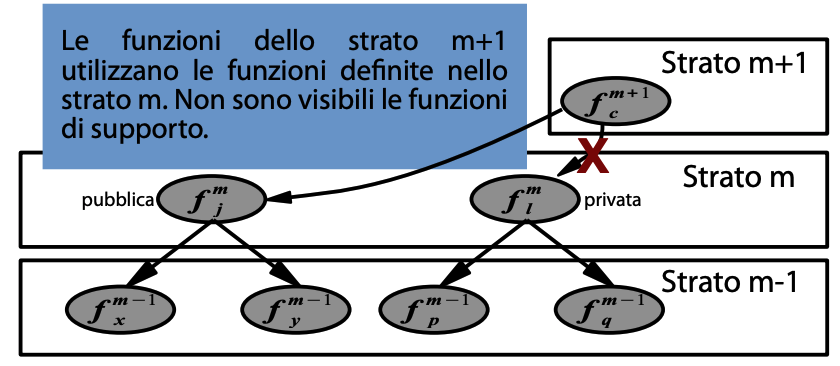 Le funzioni dello strato m+1
utilizzano le funzioni definite nello
strato m. Non sono visibili le funzioni
di supporto.
Strato m+1
f_c^{m+1}
X
Strato m
pubblica
f_j^m
f_l^m
privata
Strato m-1
f_x^{m-1}
f_y^{m-1}
f_p^{m-1}
f_q^{m-1}